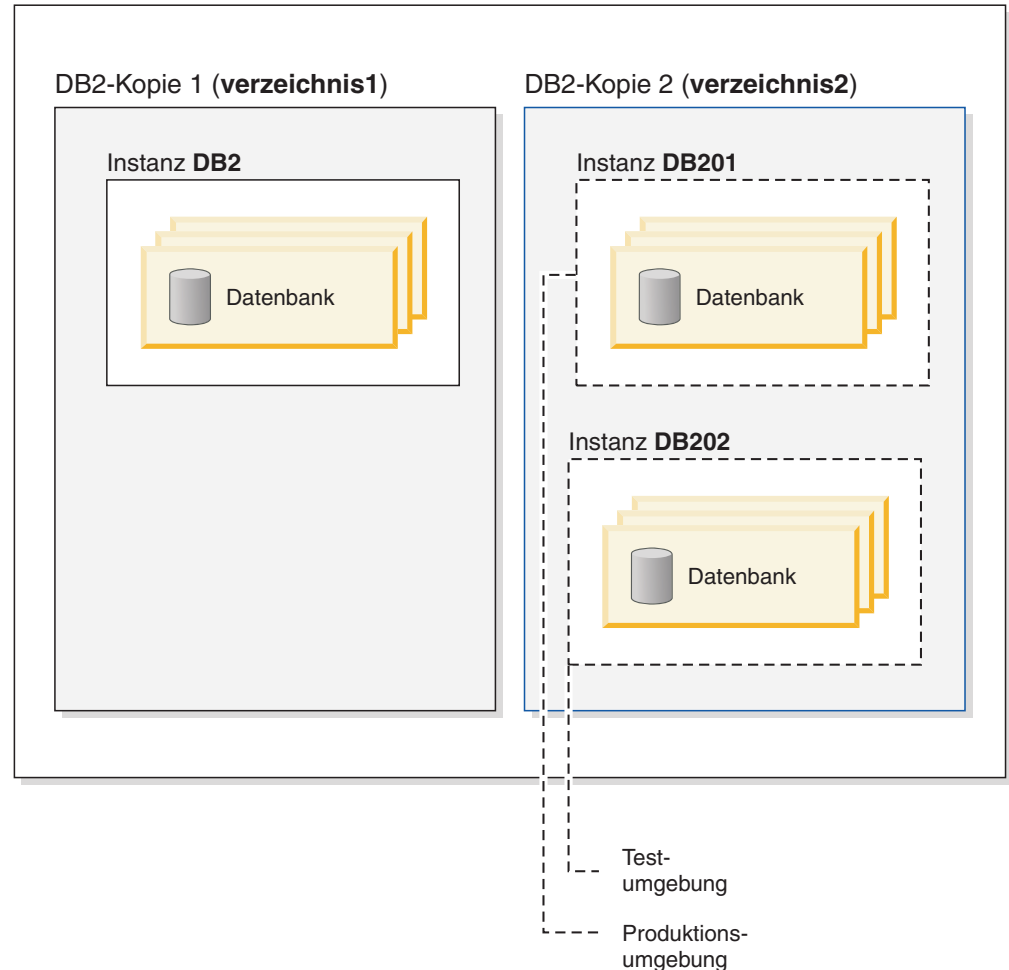 DB2-Kopie 1 (verzeichnis1)
Instanz DB2
Datenbank
DB2-Kopie 2 (verzeichnis2)
Instanz DB201
Datenbank
Instanz DB202
Datenbank
Test-
umgebung
Produktions-
umgebung